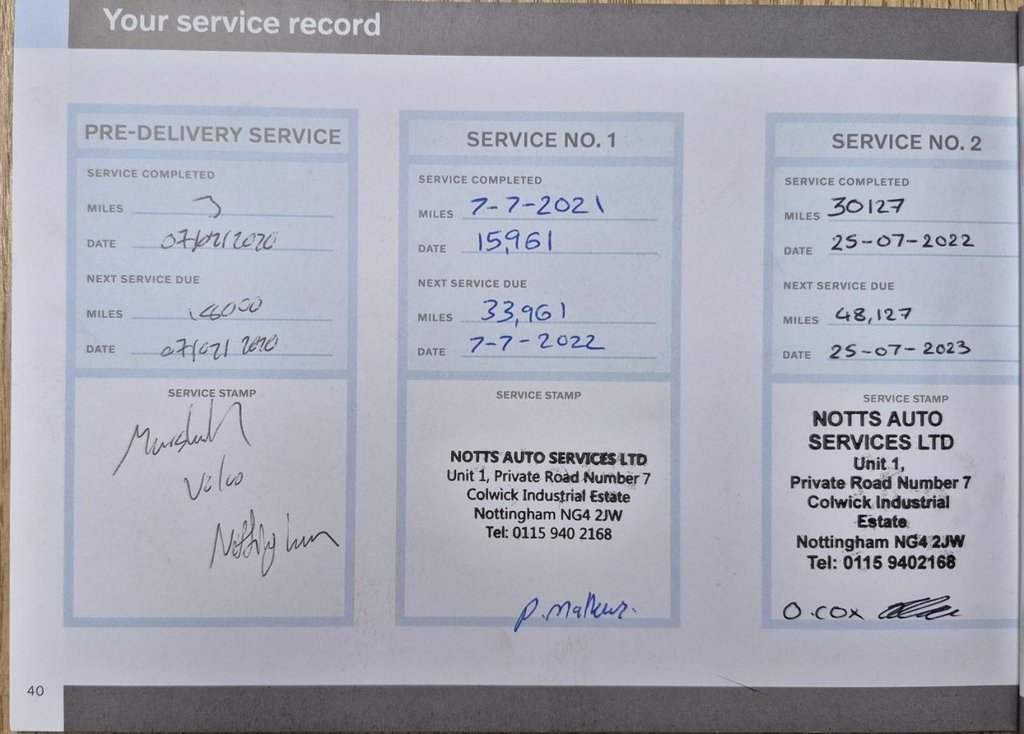 Your service record
PRE-DELIVERY SERVICE
SERVICE COMPLETED
MILES 3
DATE
NEXT SERVICE DUE
MILES 18000
DATE
SERVICE STAMP
Marshall
Volvo
Nottingham
SERVICE NO. 1
SERVICE COMPLETED
MILES 7-7-2021
DATE 15,961
NEXT SERVICE DUE
MILES 33,961
DATE 7-7-2022
SERVICE STAMP
NOTTS AUTO SERVICES LTD
Unit 1, Private Road Number 7
Colwick Industrial Estate
Nottingham NG4 2JW
Tel: 0115 940 2168
SERVICE NO. 2
SERVICE COMPLETED
MILES 30127
DATE 25-07-2022
NEXT SERVICE DUE
MILES 48,127
DATE 25-07-2023
SERVICE STAMP
NOTTS AUTO
SERVICES LTD
Unit 1,
Private Road Number 7
Colwick Industrial
Estate
Nottingham NG4 2JW
Tel: 0115 9402168
O.COX
40